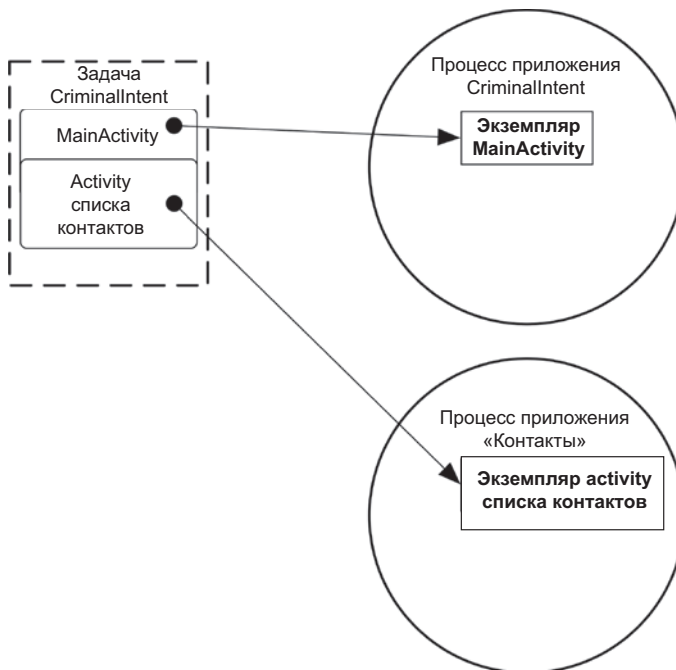 Задача
CriminalIntent
MainActivity
Activity
списка
контактов
Процесс приложения
CriminalIntent
Экземпляр
MainActivity
Процесс приложения
«Контакты»
Экземпляр activity
списка контактов